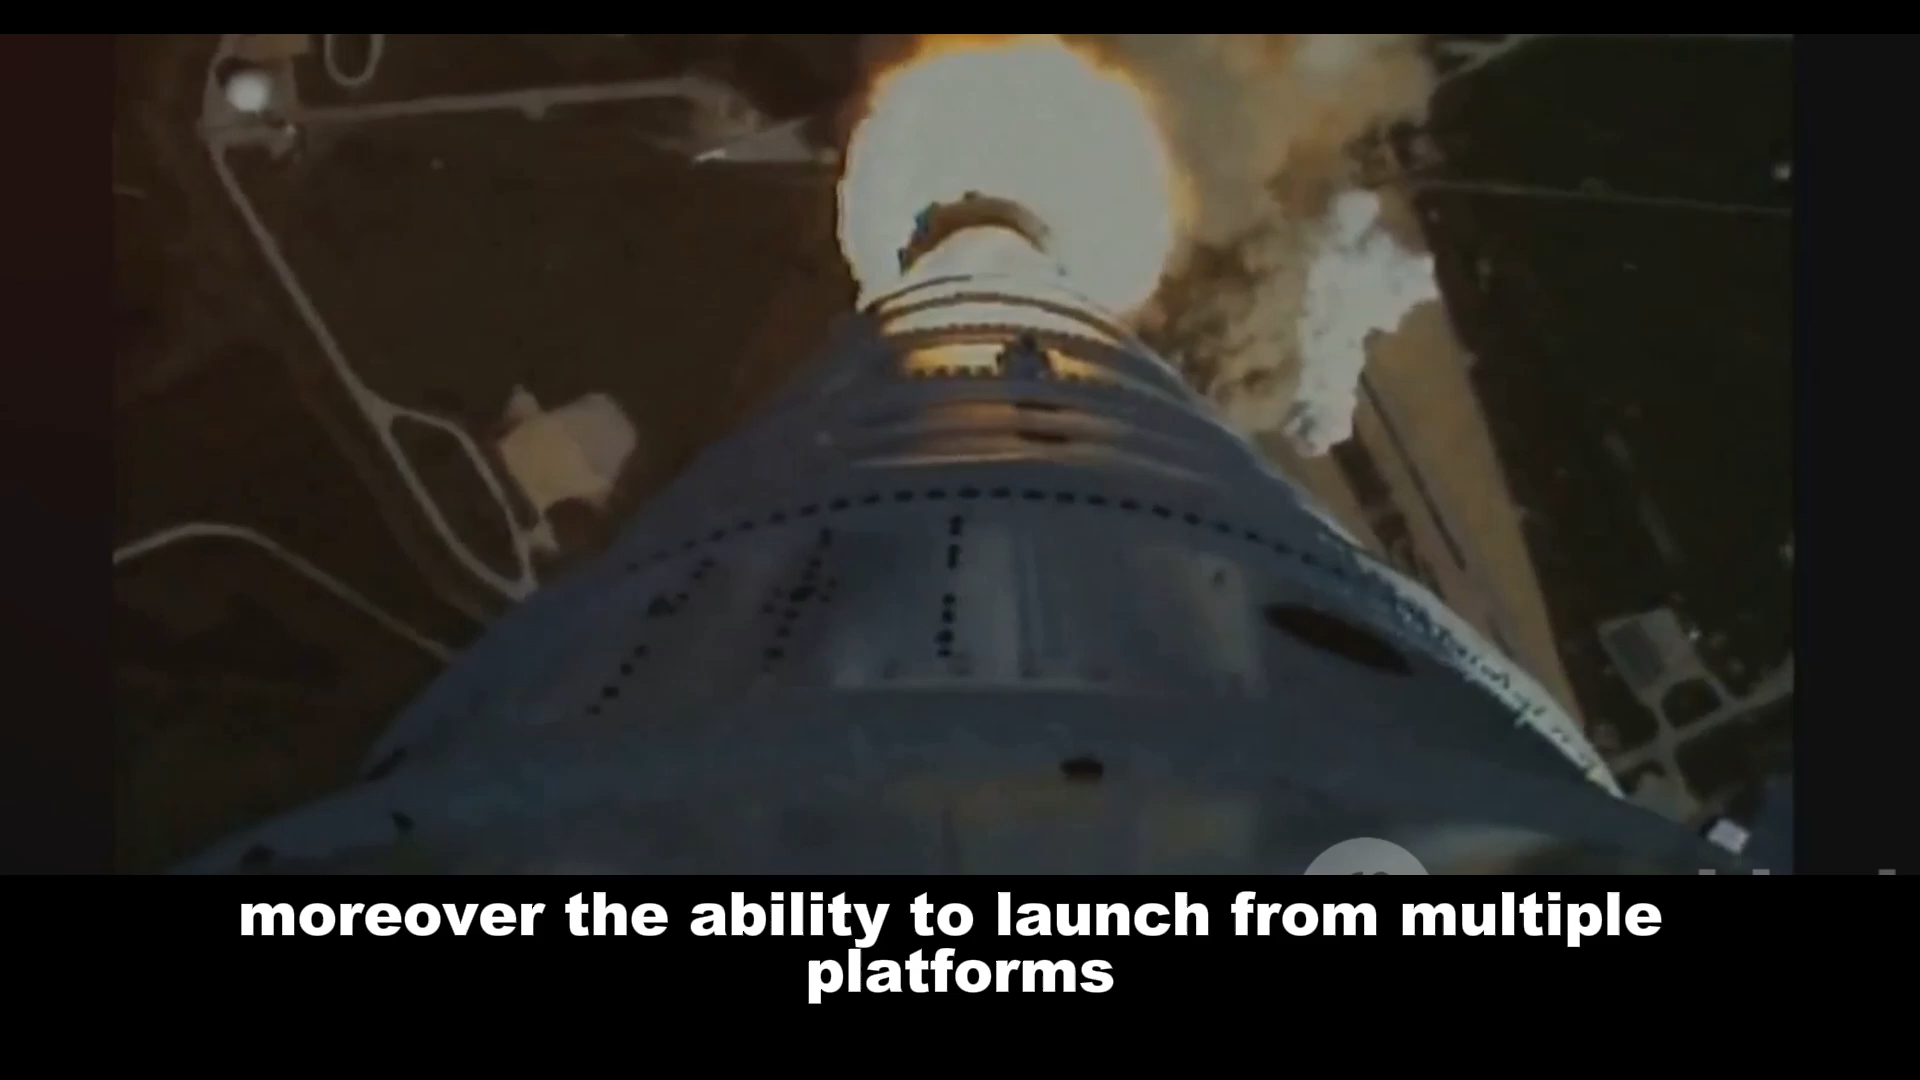 moreover the ability to launch from multiple
platforms